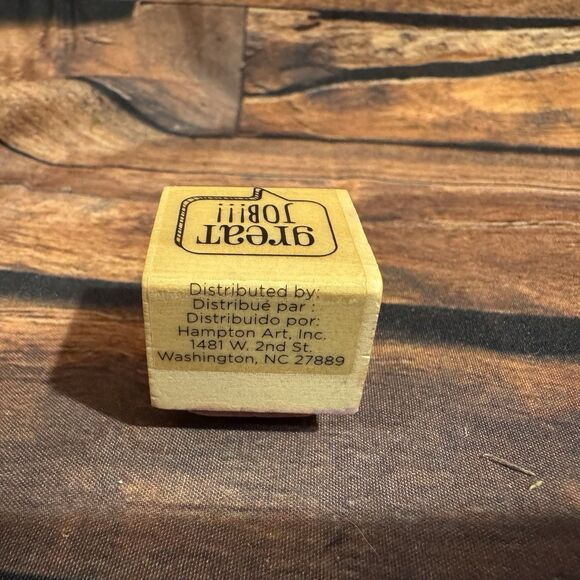 great
JOB!!!
Distributed by:
Distribué par :
Distribuido por:
Hampton Art, Inc.
1481 W. 2nd St.
Washington, NC 27889